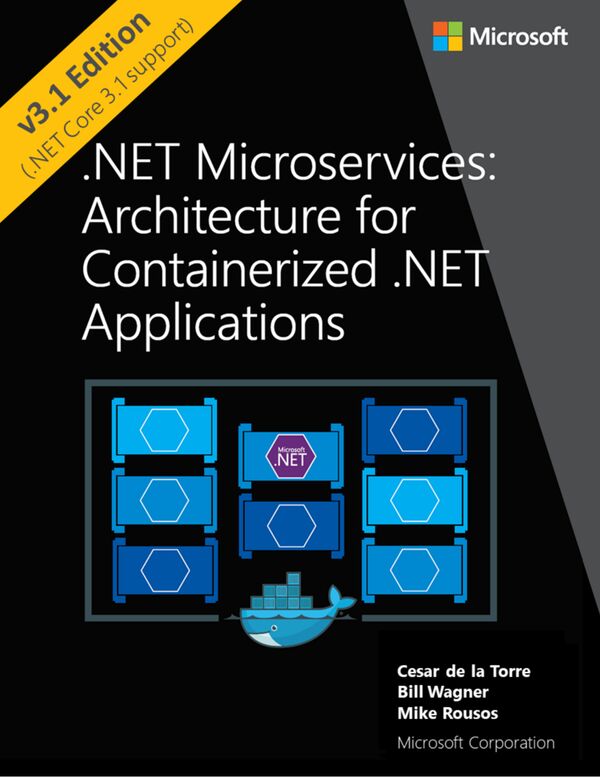 v3.1 Edition
(.NET Core 3.1 support)
Microsoft
.NET Microservices:
Architecture for
Containerized .NET
Applications
Microsoft
.NET
Cesar de la Torre
Bill Wagner
Mike Rousos
Microsoft Corporation